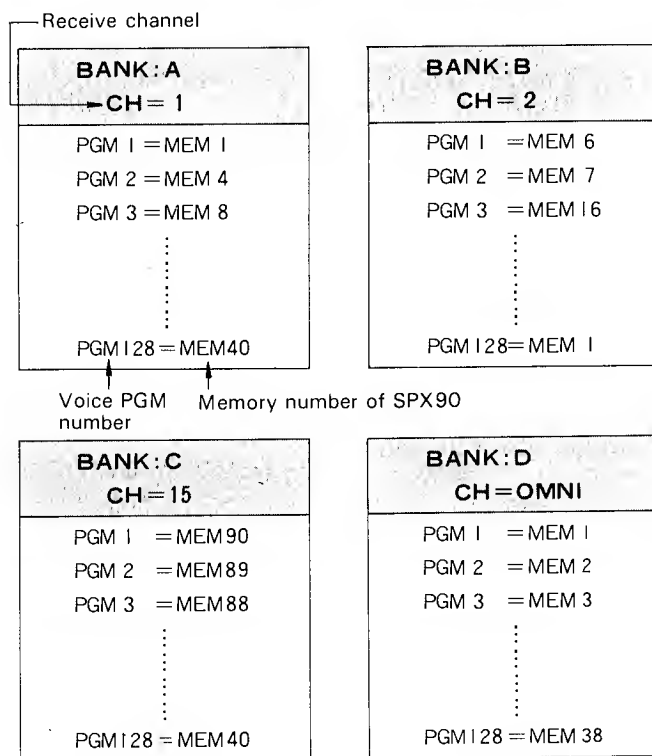 Receive channel
BANK:A
CH= 1
PGM 1 =MEM 1
PGM 2 =MEM 4
PGM 3 =MEM 8
PGM128 =MEM40
Voice PGM
number
Memory number of SPX90
BANK:B
CH= 2
PGM 1 =MEM 6
PGM 2 =MEM 7
PGM 3 =MEM16
PGM128=MEM 1
BANK:C
CH=15
PGM 1 =MEM90
PGM 2 =MEM89
PGM 3 =MEM88
PGM128 =MEM40
BANK:D
CH=OMNI
PGM 1 =MEM 1
PGM 2 =MEM 2
PGM 3 =MEM 3
PGM128 =MEM 38